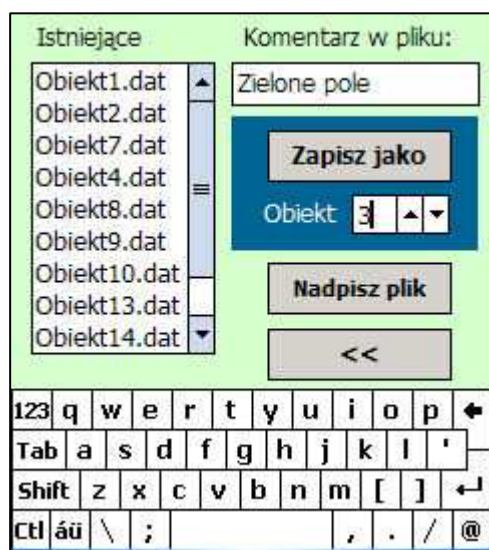 Istniejące
Obiekt1.dat
Obiekt2.dat
Obiekt7.dat
Obiekt4.dat
Obiekt8.dat
Obiekt9.dat
Obiekt10.dat
Obiekt13.dat
Obiekt14.dat
Komentarz w pliku:
Zielone pole
Zapisz jako
Obiekt 3
Nadpisz plik
<<
123 q w e r t y u i o p
Tab a s d f g h j k l '
Shift z x c v b n m [ ]
Ctl áü \ ; , . / @